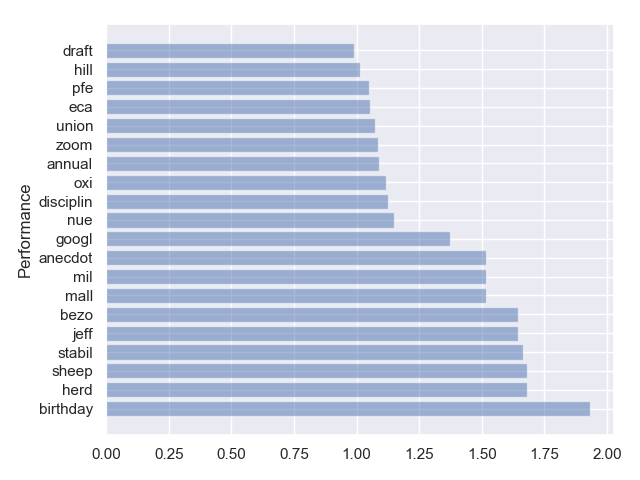 draft
hill
pfe
eca
union
zoom
annual
oxi
disciplin
nue
googl
anecdot
mil
mall
bezo
jeff
stabil
sheep
herd
birthday
Performance
0.00 0.25 0.50 0.75 1.00 1.25 1.50 1.75 2.00